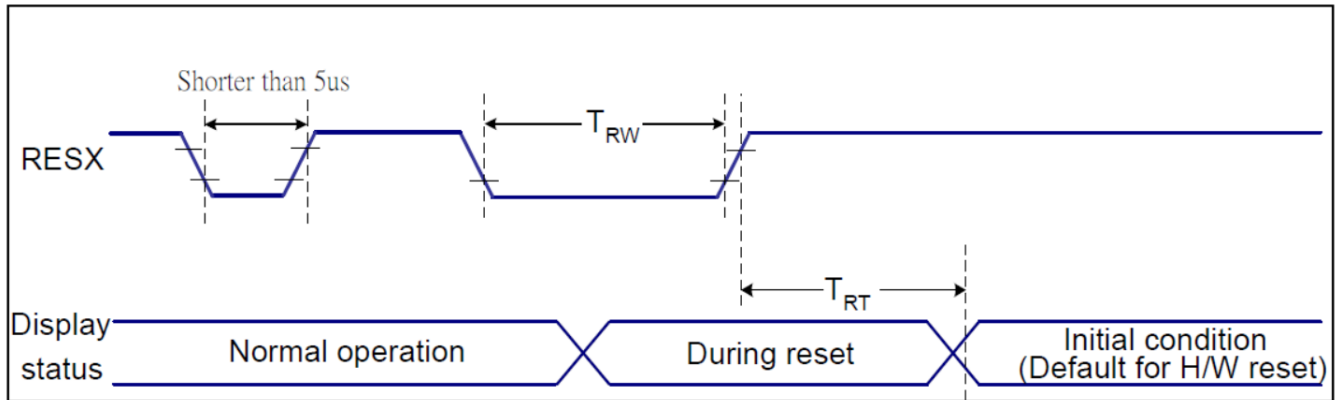 Shorter than 5us
RESX
TRW
TRT
Display
status
Normal operation
During reset
Initial condition
(Default for H/W reset)